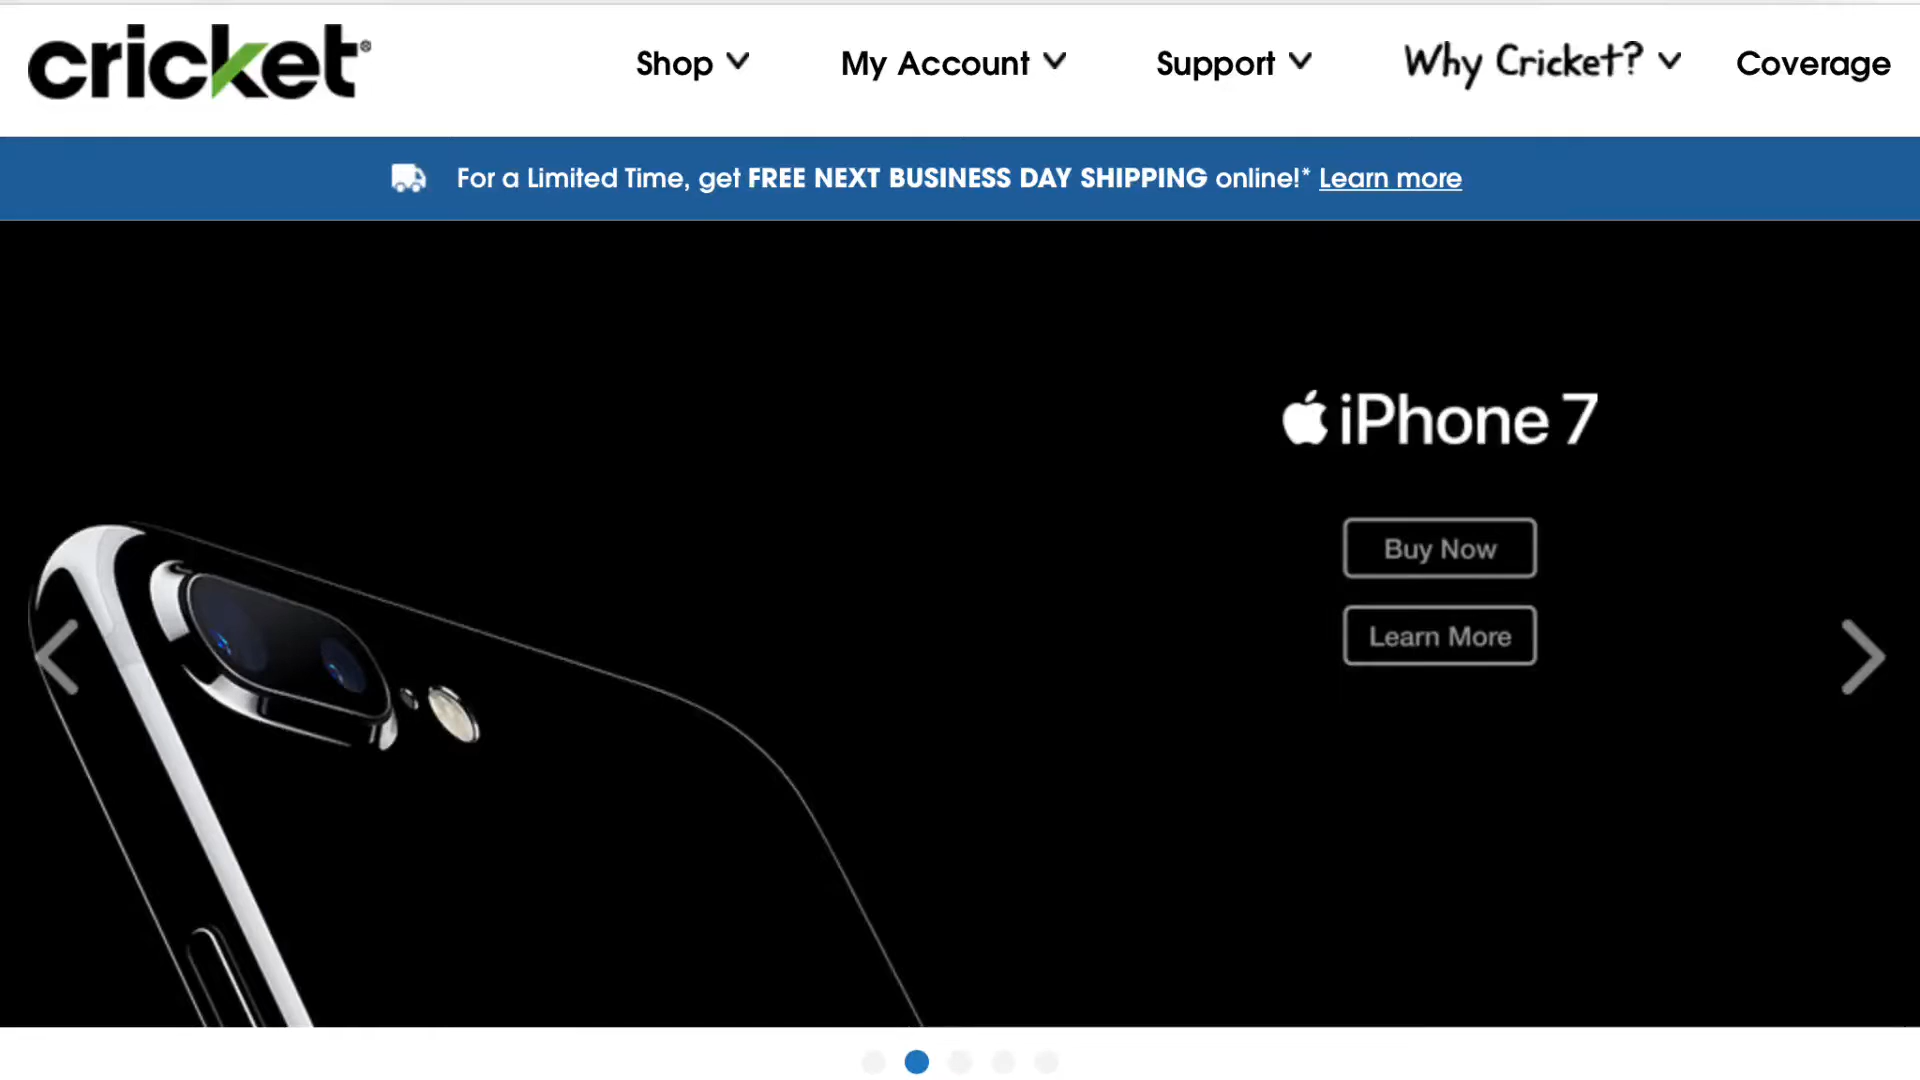 cricket®
Shop
My Account
Support
Why Cricket?
Coverage
For a Limited Time, get FREE NEXT BUSINESS DAY SHIPPING online!* Learn more
iPhone 7
Buy Now
Learn More